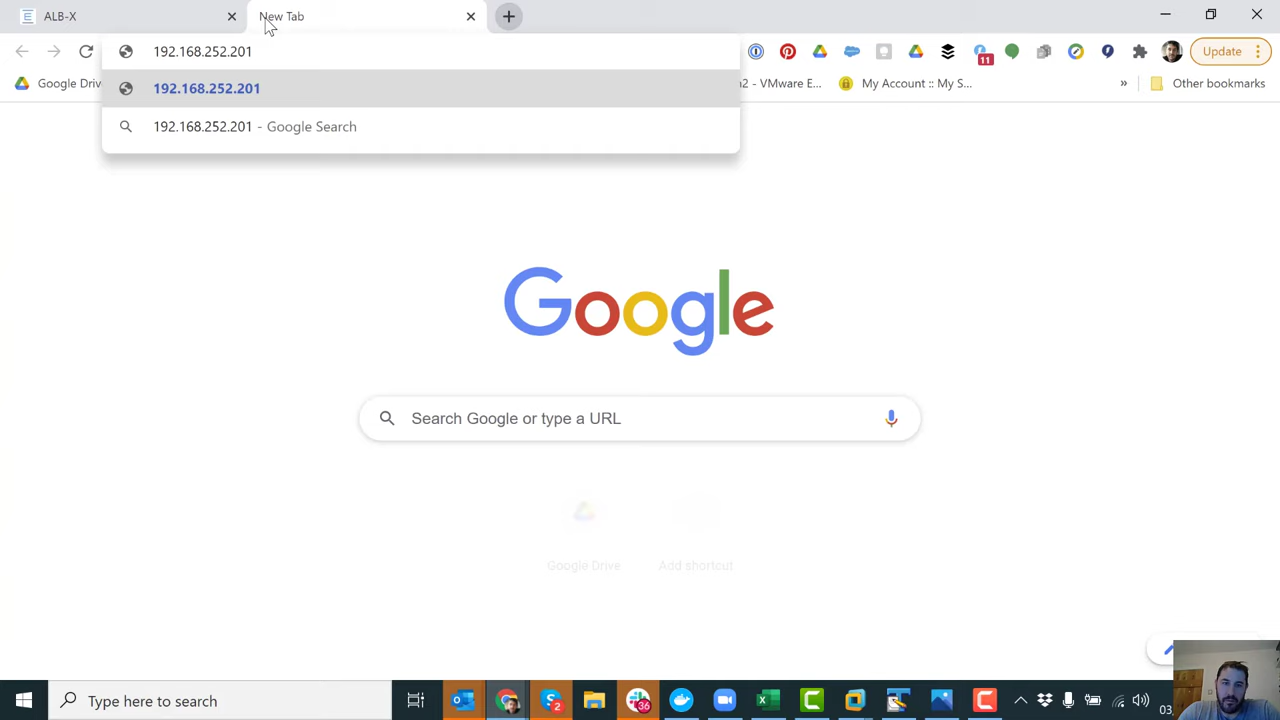 ALB-X
New Tab
192.168.252.201
Update
11
Google Driv
n2 - VMware E...
My Account :: My S...
»
Other bookmarks
192.168.252.201
192.168.252.201 - Google Search
Google
Search Google or type a URL
Google Drive
Add shortcut
Type here to search
2
36
03